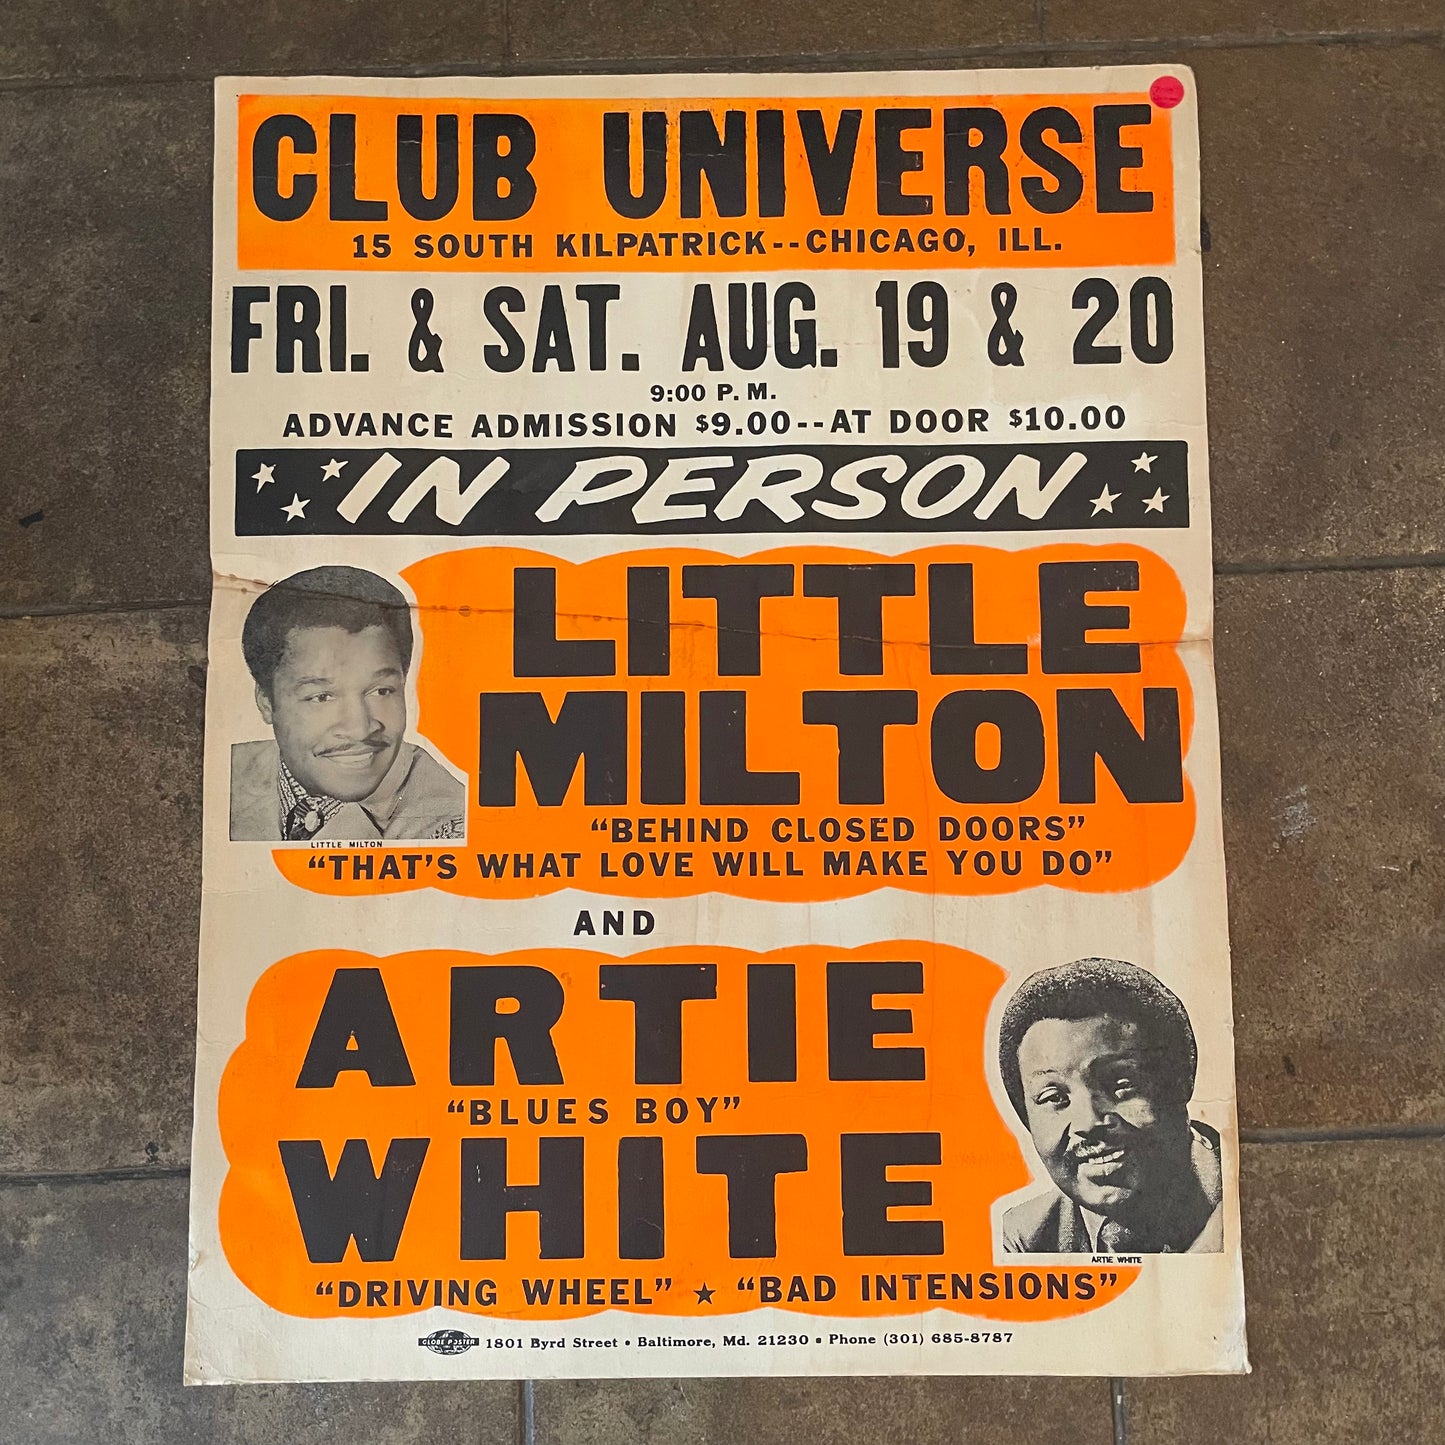 CLUB UNIVERSE
15 SOUTH KILPATRICK--CHICAGO, ILL.
FRI. & SAT. AUG. 19 & 20
9:00 P. M.
ADVANCE ADMISSION $9.00--AT DOOR $10.00
IN PERSON
LITTLE
MILTON
LITTLE MILTON
“BEHIND CLOSED DOORS”
“THAT'S WHAT LOVE WILL MAKE YOU DO”
AND
ARTIE
“BLUES BOY”
WHITE
ARTIE WHITE
“DRIVING WHEEL” ★ “BAD INTENSIONS”
GLOBE POSTER 1801 Byrd Street • Baltimore, Md. 21230 • Phone (301) 685-8787